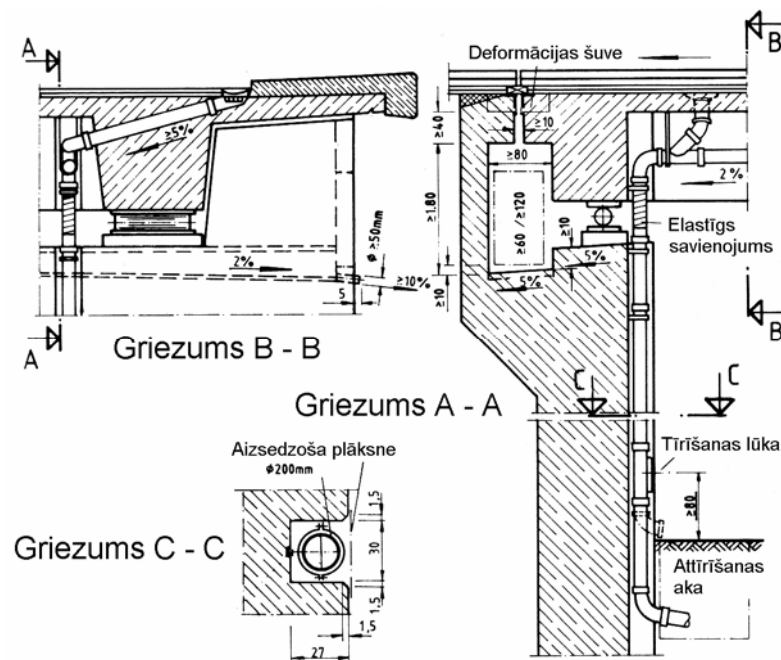 A
B
Deformācijas šuve
≥5%
≥40
≥10
≥80
≥1.80
≥60 / ≥120
≥10
2%
Elastīgs
savienojums
Φ ≥50mm
2%
≥10%
5
5%
5%
≥10
A
B
Griezums B - B
Griezums A - A
C
C
Aizsedzoša plāksne
Φ200mm
Tīrīšanas lūka
1,5
≥80
Griezums C - C
30
Attīrīšanas
aka
1,5
1,5
27